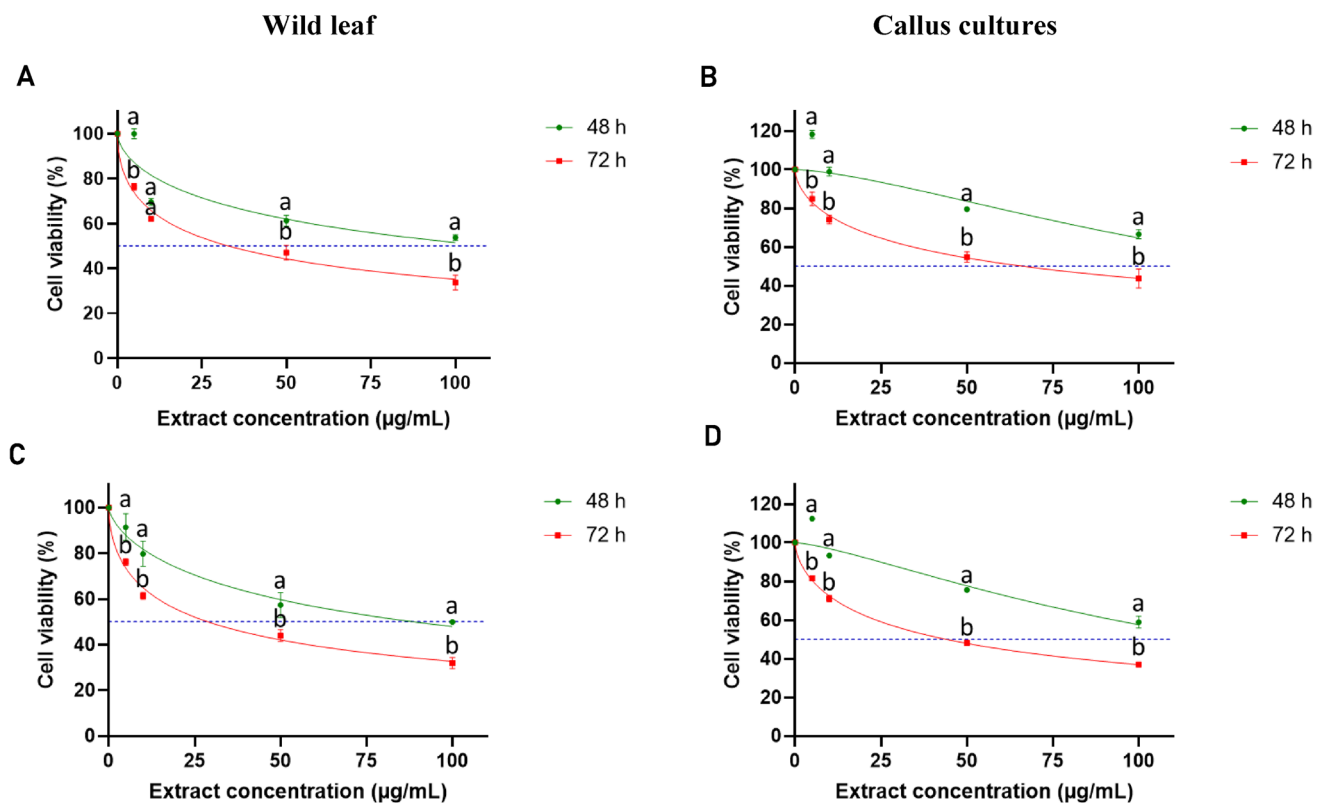 Wild leaf
Callus cultures
A
Cell viability (%)
100
80
60
40
20
0
0 25 50 75 100
Extract concentration (µg/mL)
a
b
a
a
a
b
a
b
48 h
72 h
B
Cell viability (%)
120
100
80
60
40
20
0
0 25 50 75 100
Extract concentration (µg/mL)
a
a
b
b
a
b
a
b
48 h
72 h
C
Cell viability (%)
100
80
60
40
20
0
0 25 50 75 100
Extract concentration (µg/mL)
a
a
b
b
a
b
a
b
48 h
72 h
D
Cell viability (%)
120
100
80
60
40
20
0
0 25 50 75 100
Extract concentration (µg/mL)
a
a
b
b
a
b
a
b
48 h
72 h